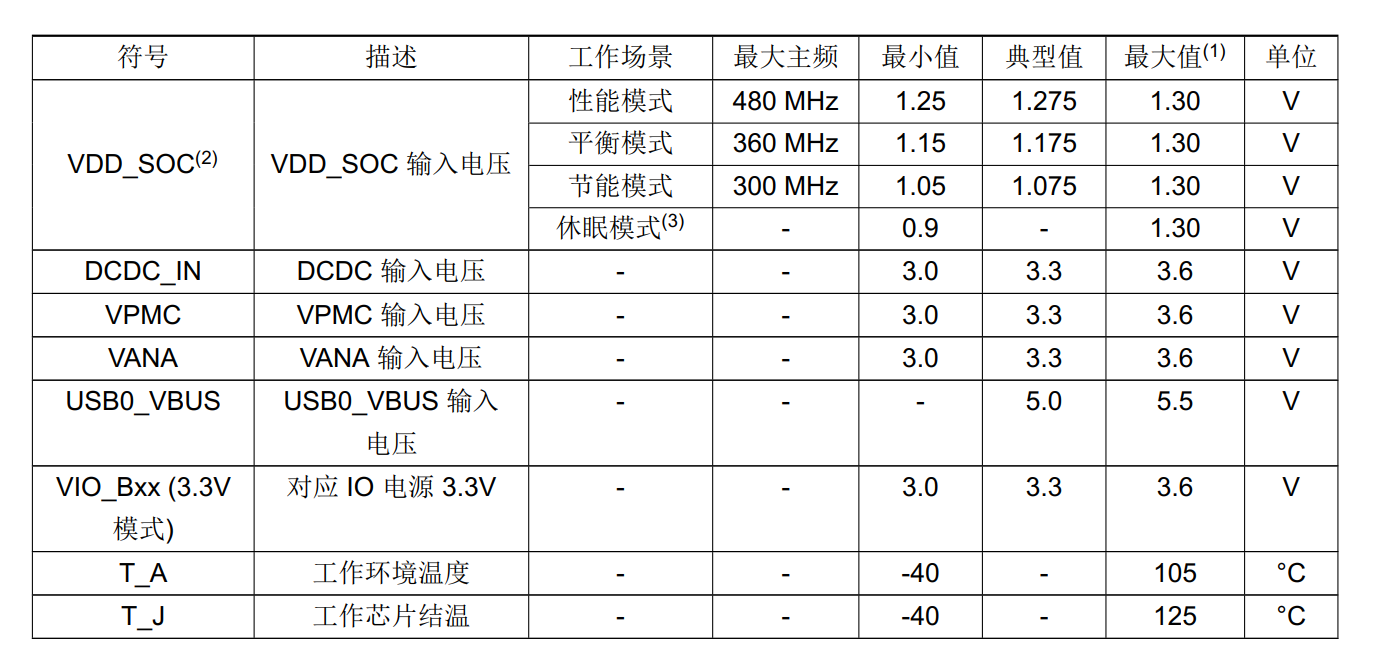 符号 描述 工作场景 最大主频 最小值 典型值 最大值(1) 单位
VDD_SOC(2) VDD_SOC 输入电压 性能模式 480 MHz 1.25 1.275 1.30 V
平衡模式 360 MHz 1.15 1.175 1.30 V
节能模式 300 MHz 1.05 1.075 1.30 V
休眠模式(3) - 0.9 - 1.30 V
DCDC_IN DCDC 输入电压 - - 3.0 3.3 3.6 V
VPMC VPMC 输入电压 - - 3.0 3.3 3.6 V
VANA VANA 输入电压 - - 3.0 3.3 3.6 V
USB0_VBUS USB0_VBUS 输入 - - - 5.0 5.5 V
电压
VIO_Bxx (3.3V 对应 IO 电源 3.3V - - 3.0 3.3 3.6 V
模式)
T_A 工作环境温度 - - -40 - 105 °C
T_J 工作芯片结温 - - -40 - 125 °C